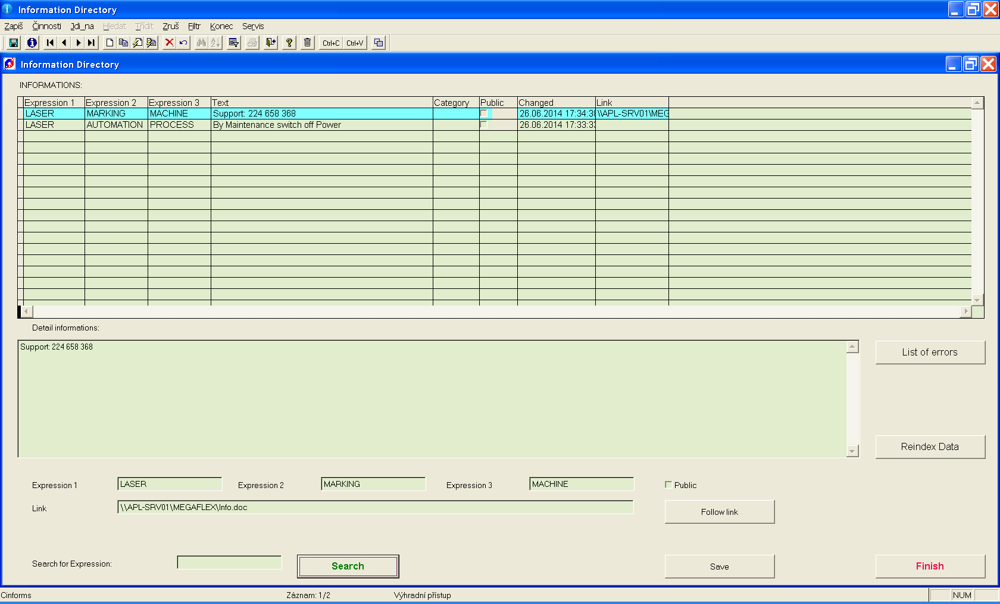 Information Directory
Zapiš Činnosti Jdi_na Hledat Třídit Zruš Filtr Konec Servis
Ctrl+C Ctrl+V
Information Directory
INFORMATIONS:
Expression 1 Expression 2 Expression 3 Text Category Public Changed Link
LASER MARKING MACHINE Support: 224 658 368 26.06.2014 17:34:38 \\APL-SRV01\MEG
LASER AUTOMATION PROCESS By Maintenance switch off Power 26.06.2014 17:33:33
Detail informations:
Support: 224 658 368
List of errors
Reindex Data
Expression 1 LASER Expression 2 MARKING Expression 3 MACHINE Public
Link \\APL-SRV01\MEGAFLEX\Info.doc Follow link
Search for Expression: Search Save Finish
Cinforms Záznam: 1/2 Výhradní přístup NUM